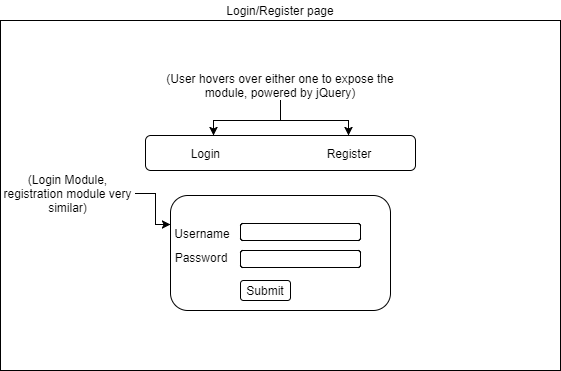 Login/Register page
(User hovers over either one to expose the
module, powered by jQuery)
Login
Register
(Login Module,
registration module very
similar)
Username
Password
Submit